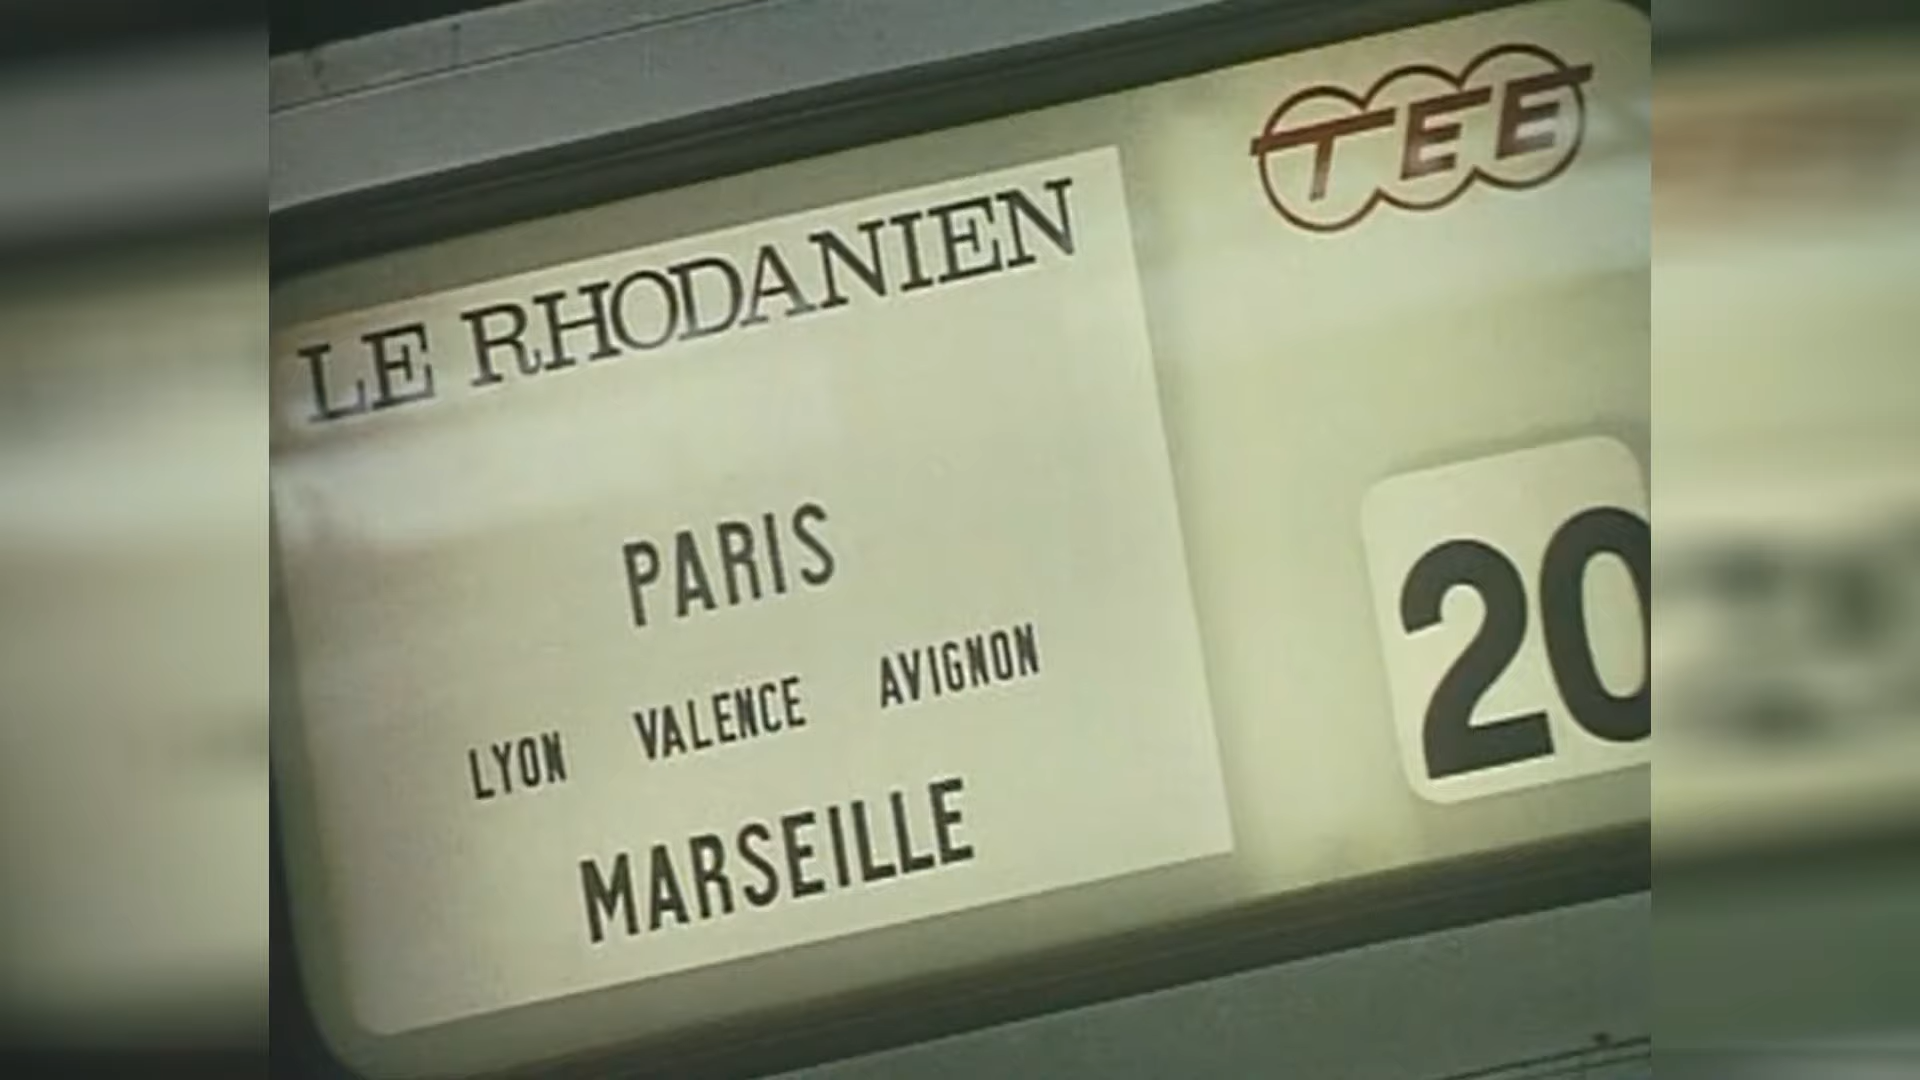 LE RHODANIEN
TEE
PARIS
LYON VALENCE AVIGNON
MARSEILLE
20